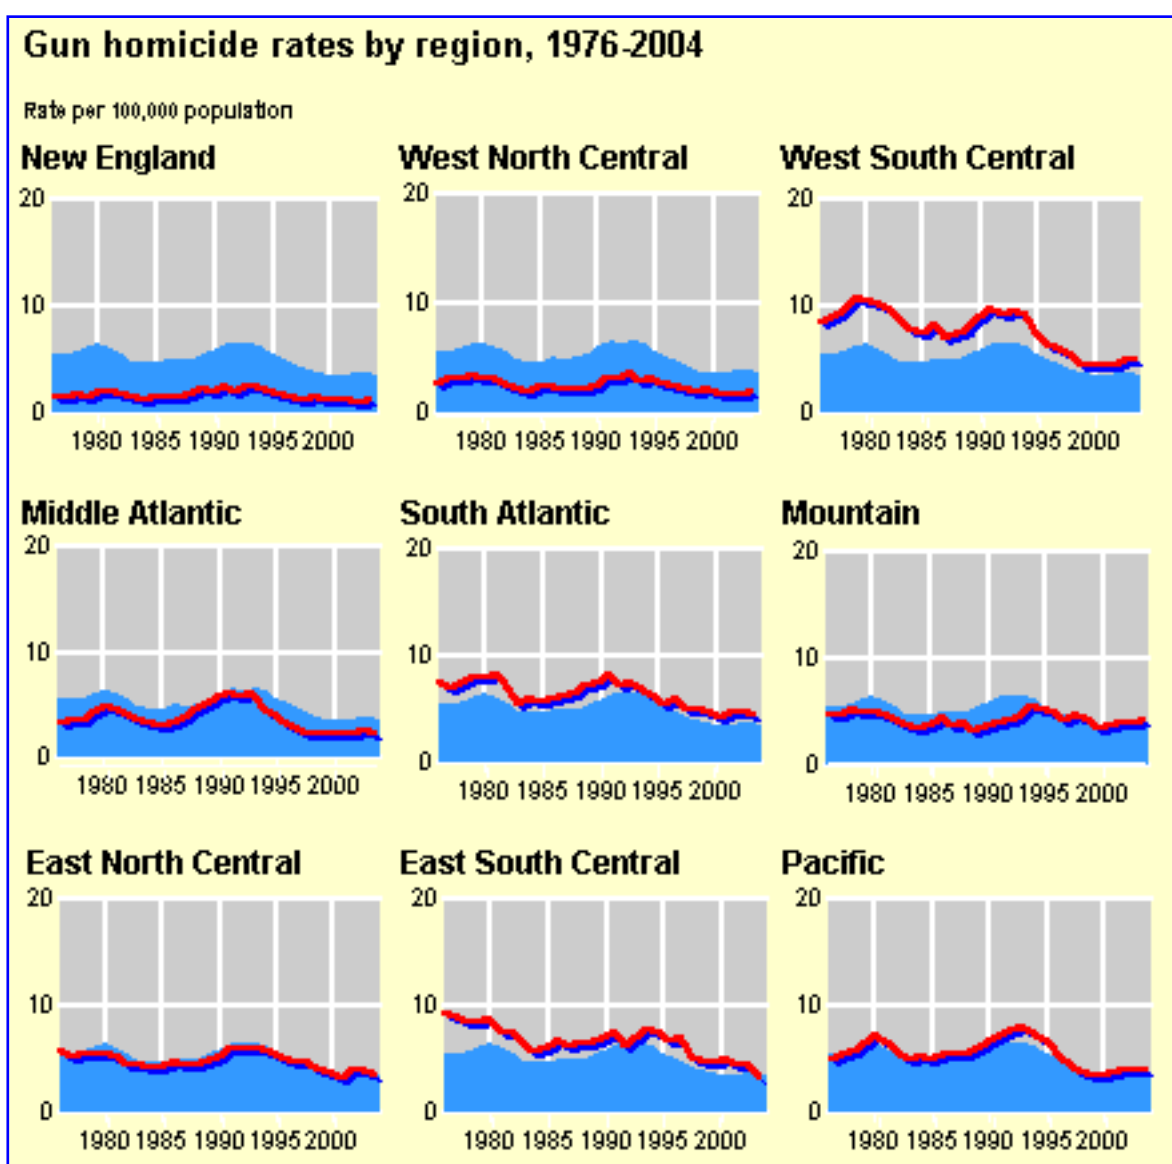 Gun homicide rates by region, 1976-2004
Rate per 100,000 population
New England
20
10
0
1980 1985 1990 1995 2000
West North Central
20
10
0
1980 1985 1990 1995 2000
West South Central
20
10
0
1980 1985 1990 1995 2000
Middle Atlantic
20
10
0
1980 1985 1990 1995 2000
South Atlantic
20
10
0
1980 1985 1990 1995 2000
Mountain
20
10
0
1980 1985 1990 1995 2000
East North Central
20
10
0
1980 1985 1990 1995 2000
East South Central
20
10
0
1980 1985 1990 1995 2000
Pacific
20
10
0
1980 1985 1990 1995 2000